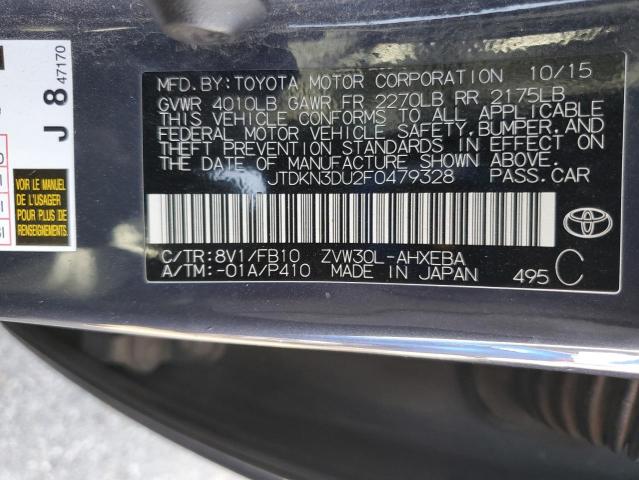 J 8 47170
VOIR LE MANUEL
DE L'USAGER
POUR PLUS DE
RENSEIGNEMENTS
MFD.BY:TOYOTA MOTOR CORPORATION 10/15
GVWR 4010LB GAWR FR 2270LB RR 2175LB
THIS VEHICLE CONFORMS TO ALL APPLICABLE
FEDERAL MOTOR VEHICLE SAFETY,BUMPER,AND
THEFT PREVENTION STANDARDS IN EFFECT ON
THE DATE OF MANUFACTURE SHOWN ABOVE.
JTDKN3DU2F0479328 PASS.CAR
C/TR:8V1/FB10 ZVW30L-AHXEBA
A/TM:-01A/P410 MADE IN JAPAN 495 C